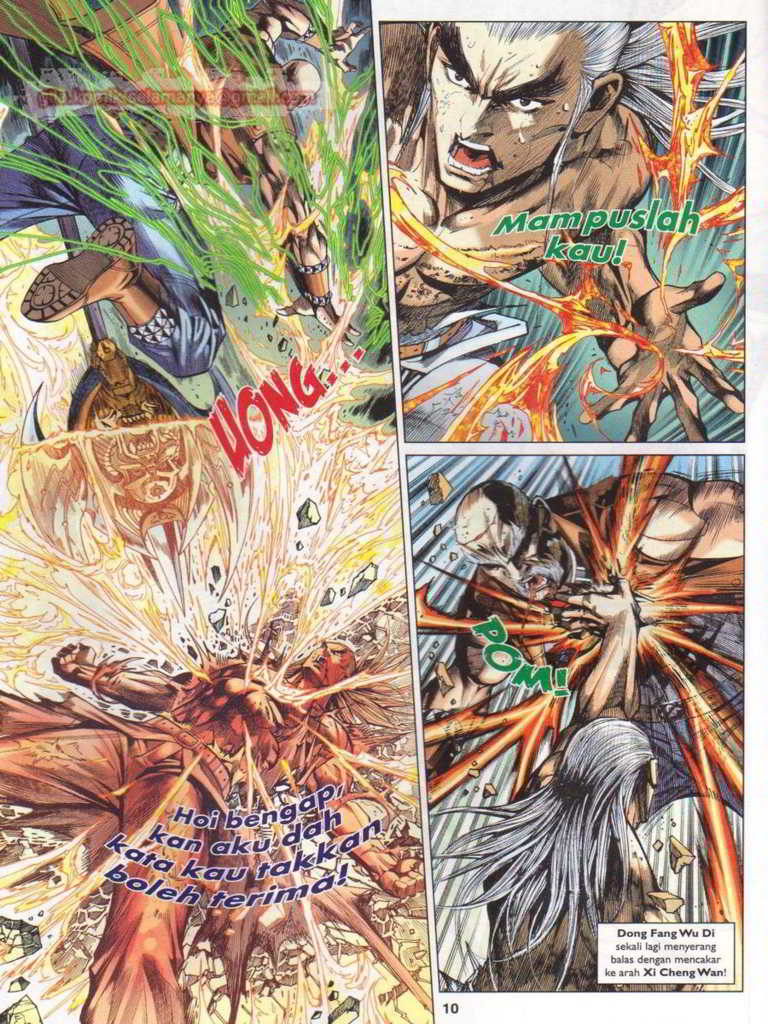 Mampuslah
kau!
UONG...
POM!
Hoi bengap,
kan aku dah
kata kau takkan
boleh terima!
Dong Fang Wu Di
sekali lagi menyerang
balas dengan mencakar
ke arah Xi Cheng Wan!
10